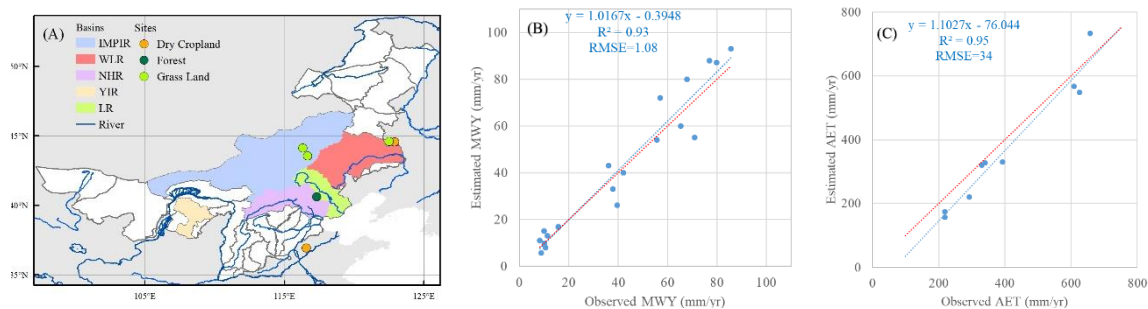 (A)
Basins
IMPIR
WLR
NHR
YIR
LR
River
Sites
Dry Cropland
Forest
Grass Land
50°N
45°N
40°N
35°N
105°E
115°E
125°E
(B)
y = 1.0167x - 0.3948
R² = 0.93
RMSE=1.08
Estimated MWY (mm/yr)
100
80
60
40
20
0
0 20 40 60 80 100
Observed MWY (mm/yr)
(C)
y = 1.1027x - 76.044
R² = 0.95
RMSE=34
Estimated AET (mm/yr)
800
600
400
200
0
0 200 400 600 800
Observed AET (mm/yr)